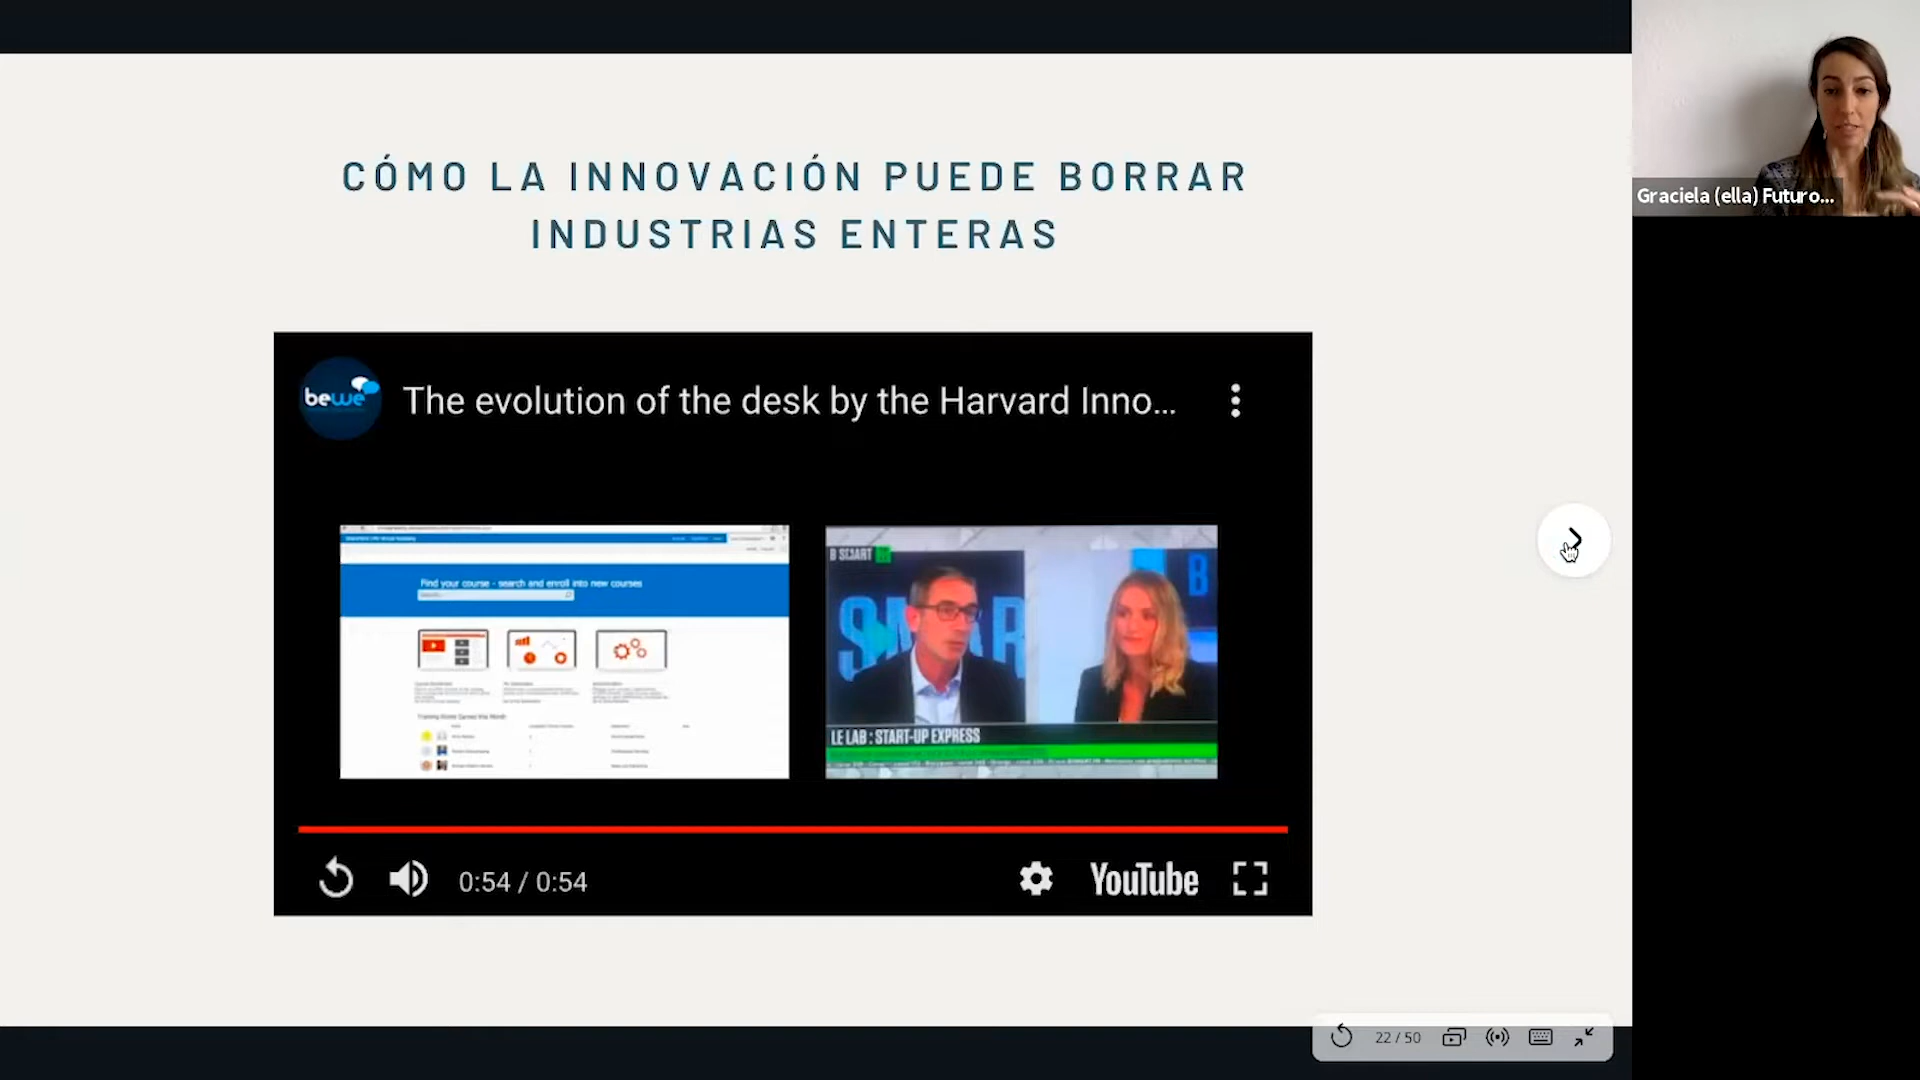 CÓMO LA INNOVACIÓN PUEDE BORRAR
INDUSTRIAS ENTERAS
Graciela (ella) Futuro...
bewe
The evolution of the desk by the Harvard Inno...
Find your course - search and enroll into new courses
B SMART
LE LAB : START-UP EXPRESS
0:54 / 0:54
YouTube
22 / 50